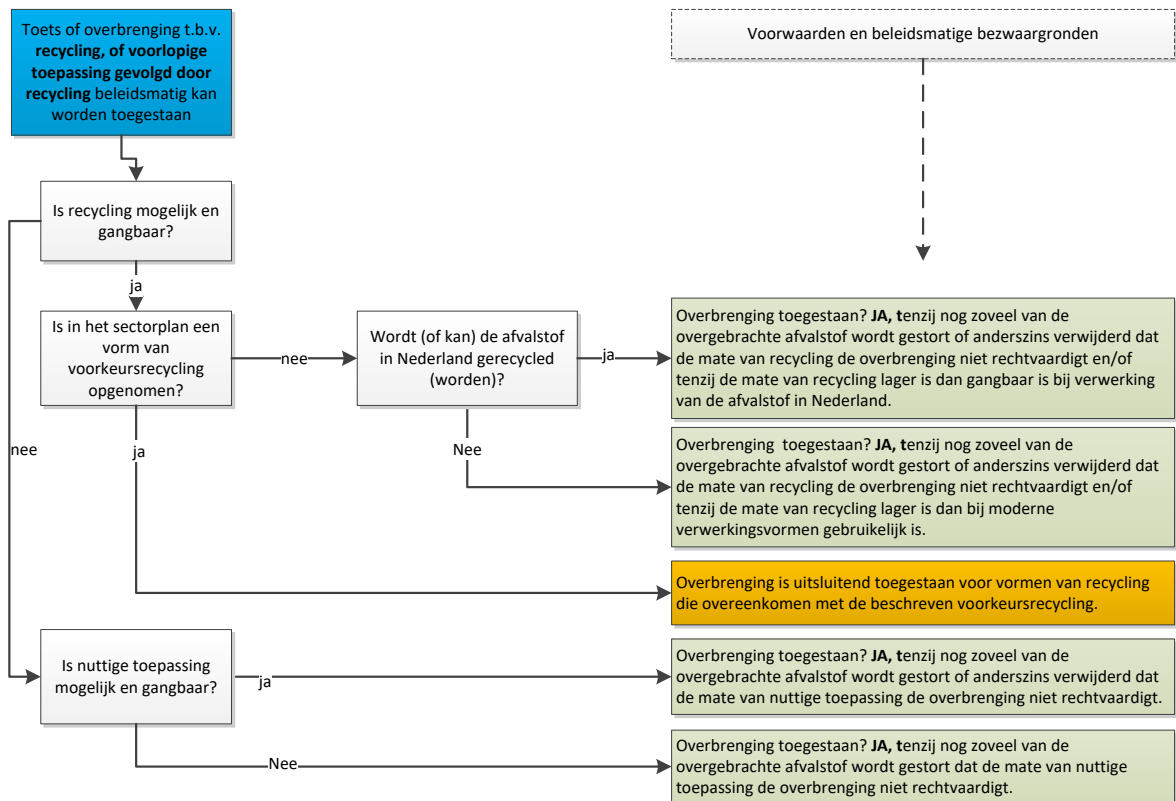 Toets of overbrenging t.b.v.
recycling, of voorlopige
toepassing gevolgd door
recycling beleidsmatig kan
worden toegestaan
Voorwaarden en beleidsmatige bezwaargronden
Is recycling mogelijk en
gangbaar?
ja
Is in het sectorplan een
vorm van
voorkeursrecycling
opgenomen?
nee
Wordt (of kan) de afvalstof
in Nederland gerecycled
(worden)?
ja
Overbrenging toegestaan? JA, tenzij nog zoveel van de
overgebrachte afvalstof wordt gestort of anderszins verwijderd dat
de mate van recycling de overbrenging niet rechtvaardigt en/of
tenzij de mate van recycling lager is dan gangbaar is bij verwerking
van de afvalstof in Nederland.
nee
ja
Nee
Overbrenging toegestaan? JA, tenzij nog zoveel van de
overgebrachte afvalstof wordt gestort of anderszins verwijderd dat
de mate van recycling de overbrenging niet rechtvaardigt en/of
tenzij de mate van recycling lager is dan bij moderne
verwerkingsvormen gebruikelijk is.
Overbrenging is uitsluitend toegestaan voor vormen van recycling
die overeenkomen met de beschreven voorkeursrecycling.
Is nuttige toepassing
mogelijk en gangbaar?
ja
Overbrenging toegestaan? JA, tenzij nog zoveel van de
overgebrachte afvalstof wordt gestort of anderszins verwijderd dat
de mate van nuttige toepassing de overbrenging niet rechtvaardigt.
Nee
Overbrenging toegestaan? JA, tenzij nog zoveel van de
overgebrachte afvalstof wordt gestort dat de mate van nuttige
toepassing de overbrenging niet rechtvaardigt.